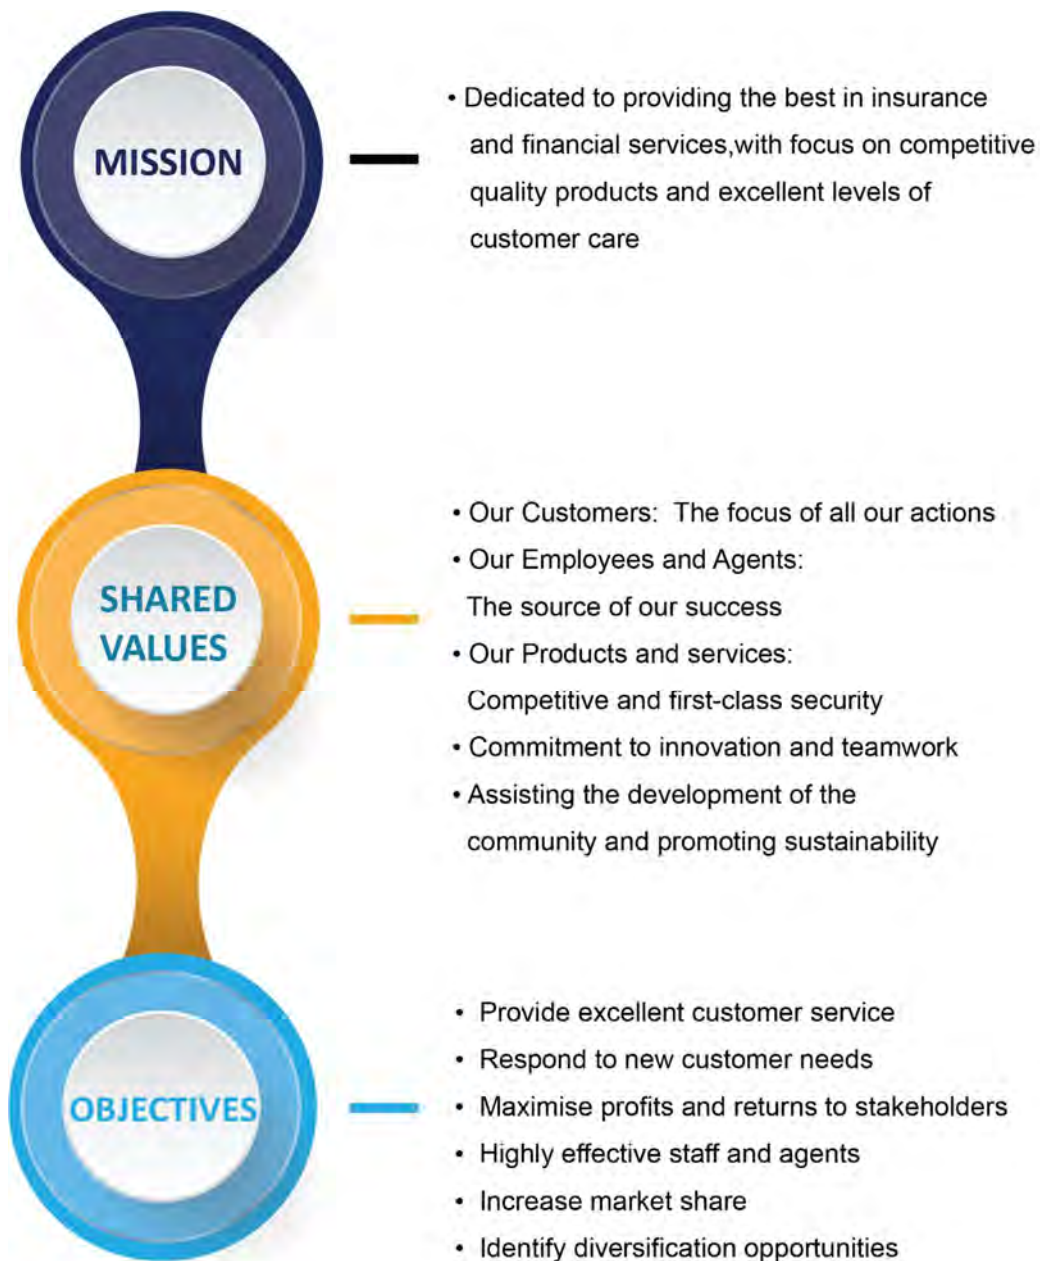 MISSION
• Dedicated to providing the best in insurance
and financial services,with focus on competitive
quality products and excellent levels of
customer care
SHARED
VALUES
• Our Customers: The focus of all our actions
• Our Employees and Agents:
The source of our success
• Our Products and services:
Competitive and first-class security
• Commitment to innovation and teamwork
• Assisting the development of the
community and promoting sustainability
OBJECTIVES
• Provide excellent customer service
• Respond to new customer needs
• Maximise profits and returns to stakeholders
• Highly effective staff and agents
• Increase market share
• Identify diversification opportunities